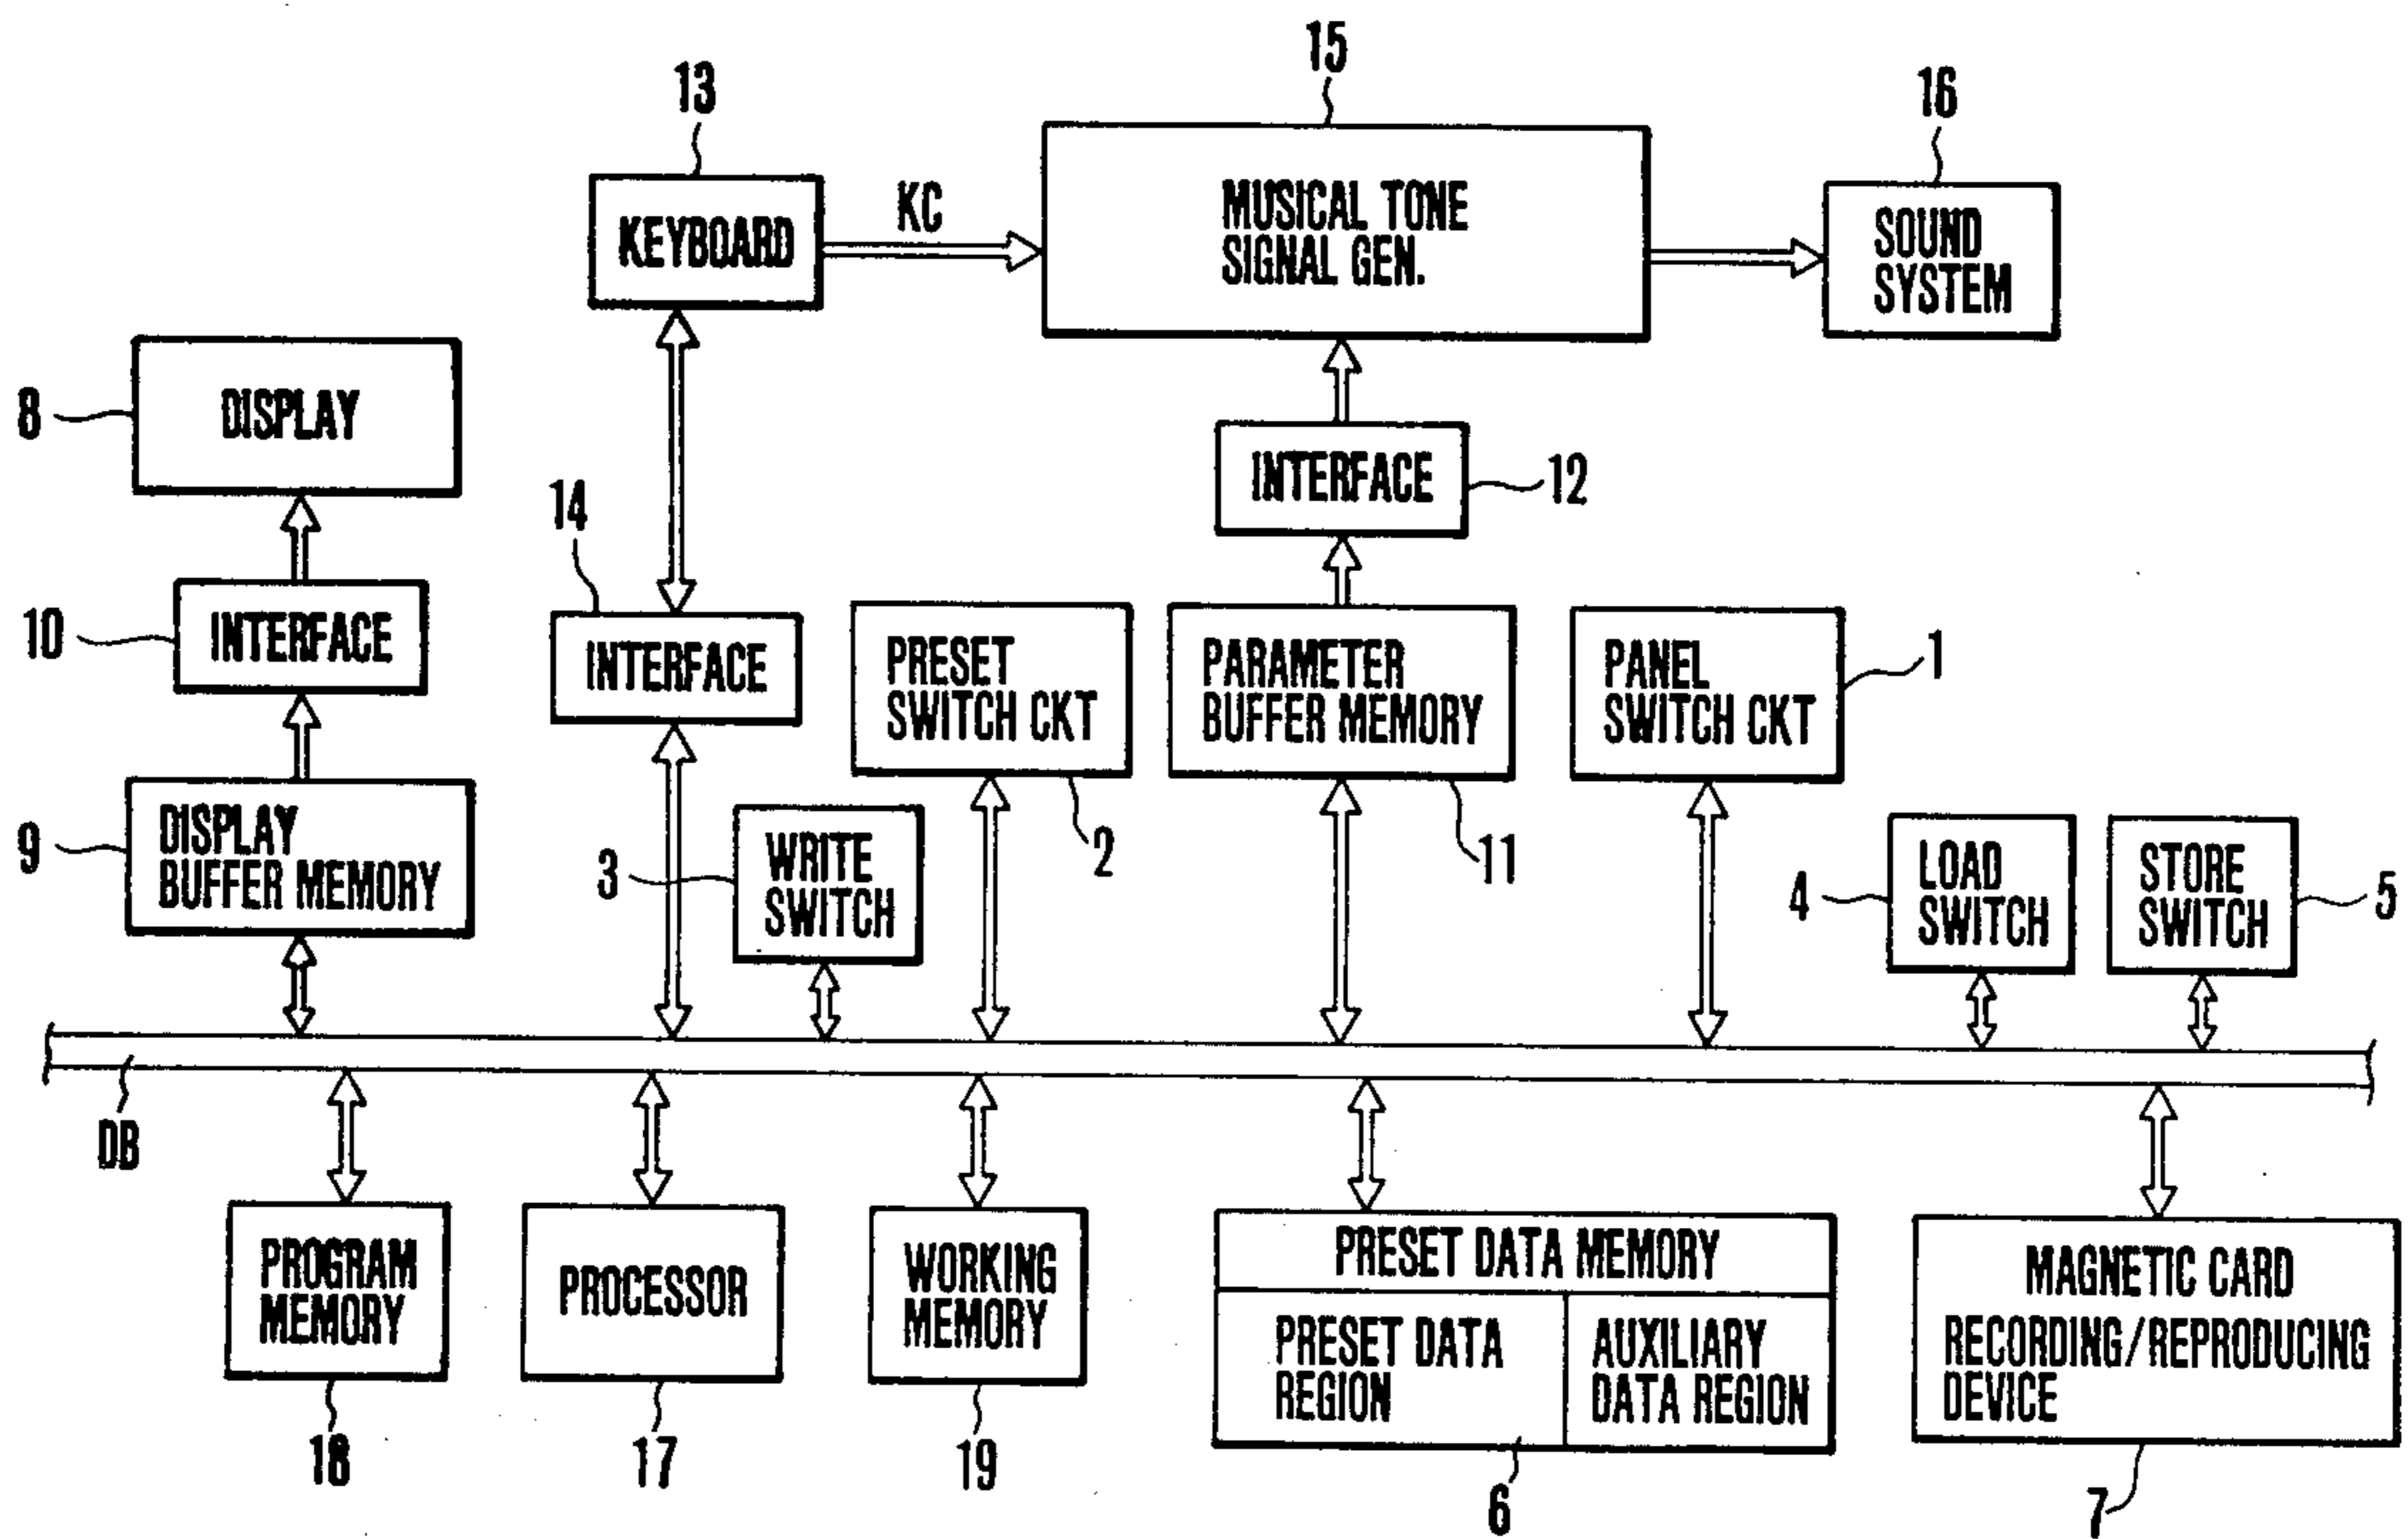 15
13
16
KEYBOARD
KC
MUSICAL TONE
SIGNAL GEN.
SOUND
SYSTEM
8
DISPLAY
14
INTERFACE
12
10
INTERFACE
INTERFACE
PRESET
SWITCH CKT
PARAMETER
BUFFER MEMORY
PANEL
SWITCH CKT
1
9
DISPLAY
BUFFER MEMORY
3
WRITE
SWITCH
2
11
4
LOAD
SWITCH
STORE
SWITCH
5
DB
PROGRAM
MEMORY
PROCESSOR
WORKING
MEMORY
PRESET DATA MEMORY
PRESET DATA
REGION
AUXILIARY
DATA REGION
MAGNETIC CARD
RECORDING/REPRODUCING
DEVICE
18
17
19
6
7